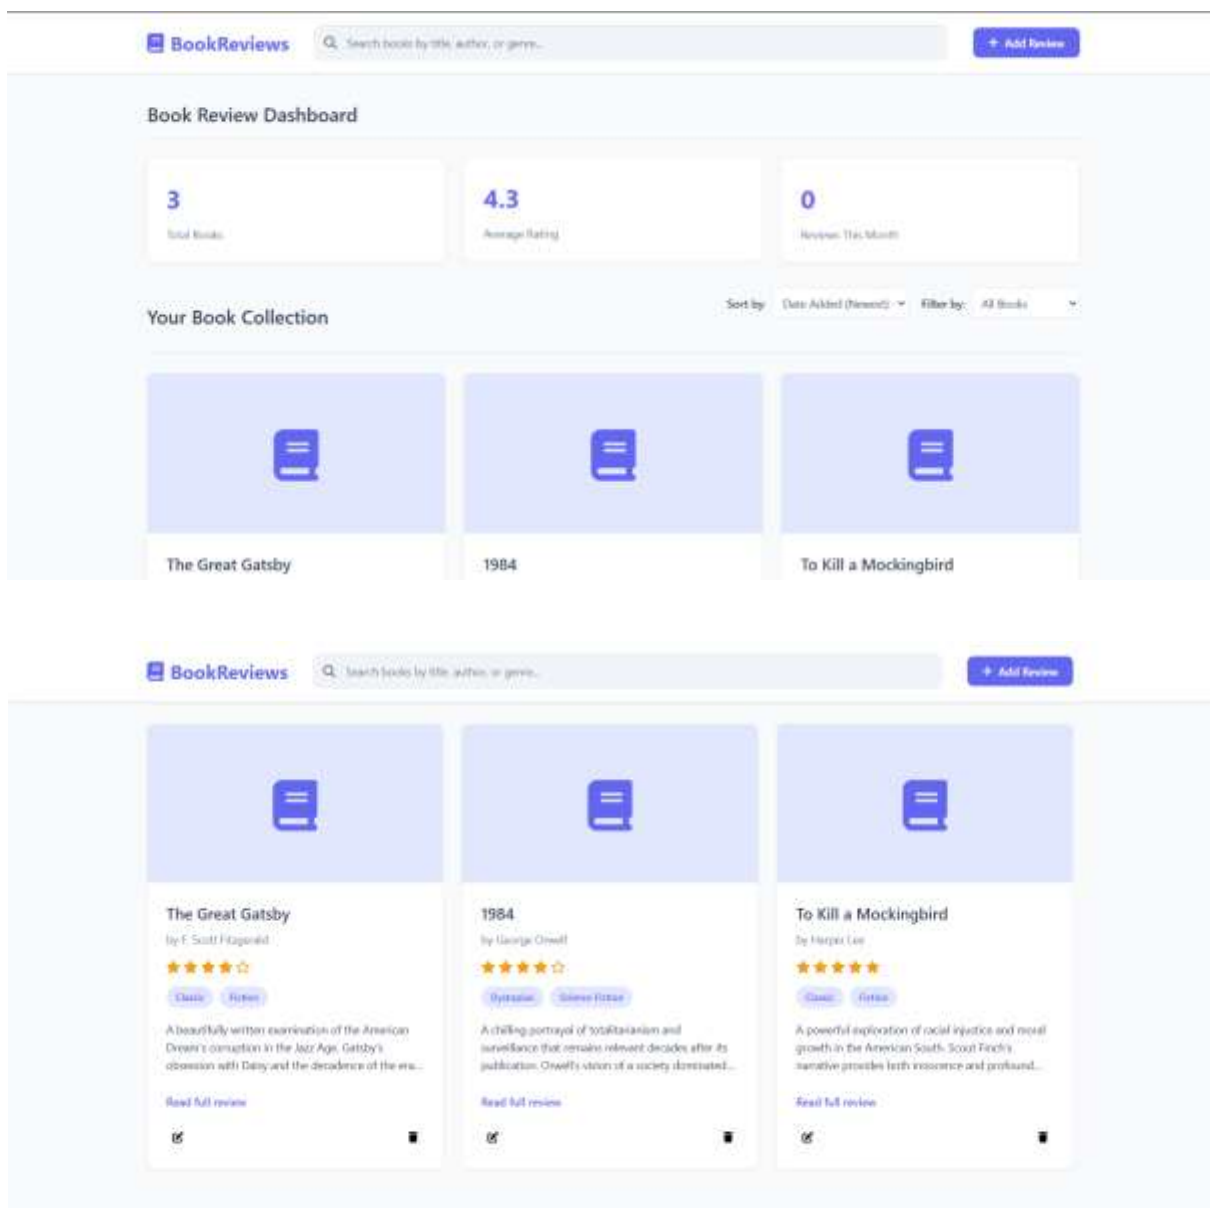 BookReviews
Search books by title, author, or genre...
+ Add Review
Book Review Dashboard
3
Total Books
4.3
Average Rating
0
Reviews This Month
Your Book Collection
Sort by:
Date Added (Newest)
Filter by:
All Books
The Great Gatsby
1984
To Kill a Mockingbird
BookReviews
Search books by title, author, or genre...
+ Add Review
The Great Gatsby
by F. Scott Fitzgerald
Classic
Fiction
A beautifully written examination of the American
Dream's corruption in the Jazz Age. Gatsby's
obsession with Daisy and the decadence of the era...
Read full review
1984
by George Orwell
Dystopian
Science Fiction
A chilling portrayal of totalitarianism and
surveillance that remains relevant decades after its
publication. Orwell's vision of a society dominated...
Read full review
To Kill a Mockingbird
by Harper Lee
Classic
Fiction
A powerful exploration of racial injustice and moral
growth in the American South. Scout Finch's
narrative provides both innocence and profound...
Read full review